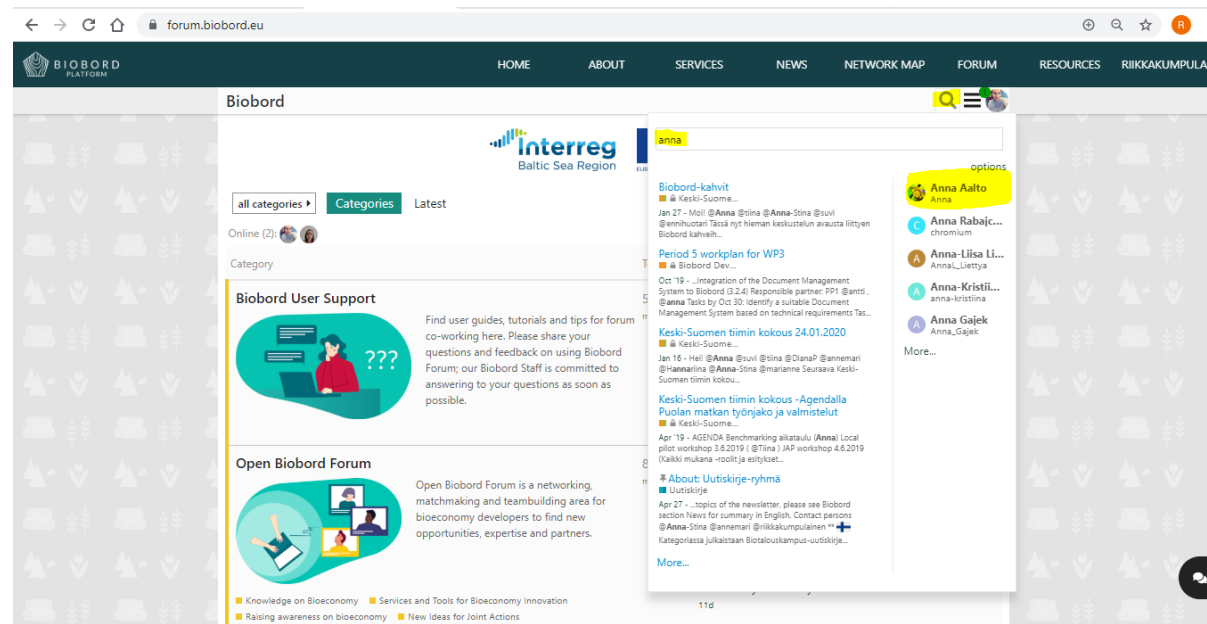 forum.biobord.eu
R
BIOBORD
PLATFORM
HOME ABOUT SERVICES NEWS NETWORK MAP FORUM RESOURCES RIIKKAKUMPULA
Biobord
1
Interreg
Baltic Sea Region
anna
options
all categories Categories Latest
Online (2):
Category
Biobord User Support
???
Find user guides, tutorials and tips for forum
co-working here. Please share your
questions and feedback on using Biobord
Forum; our Biobord Staff is committed to
answering to your questions as soon as
possible.
Open Biobord Forum
Open Biobord Forum is a networking,
matchmaking and teambuilding area for
bioeconomy developers to find new
opportunities, expertise and partners.
Knowledge on Bioeconomy Services and Tools for Bioeconomy Innovation
Raising awareness on bioeconomy New Ideas for Joint Actions
Biobord-kahvit
Keski-Suome...
Jan 27 - Moi! @Anna @tiina @Anna-Stina @suvi
@ennihuotari Tässä nyt hieman keskustelun avausta liittyen
Biobord kahveih...
Period 5 workplan for WP3
Biobord Dev...
Oct '19 - ...Integration of the Document Management
System to Biobord (3.2.4) Responsible partner: PP1 @antti ,
@anna Tasks by Oct 30: Identify a suitable Document
Management System based on technical requirements Tas...
Keski-Suomen tiimin kokous 24.01.2020
Keski-Suome...
Jan 16 - Hei! @Anna @suvi @tiina @DianaP @annemari
@Hannariina @Anna-Stina @marianne Seuraava Keski-
Suomen tiimin kokou...
Keski-Suomen tiimin kokous -Agendalla
Puolan matkan työnjako ja valmistelut
Keski-Suome...
Apr '19 - AGENDA Benchmarking aikataulu (Anna) Local
pilot workshop 3.6.2019 ( @Tiina ) JAP workshop 4.6.2019
(Kaikki mukana -roolit ja esitykset...
About: Uutiskirje-ryhmä
Uutiskirje
Apr 27 - ...topics of the newsletter, please see Biobord
section News for summary in English. Contact persons
@Anna-Stina @annemari @riikkakumpulainen **
Kategoriassa julkaistaan Biotalouskampus-uutiskirje...
More...
Anna Aalto
Anna
C Anna Rabajc...
chromium
A Anna-Liisa Li...
AnnaL_Liettya
A Anna-Kristii...
anna-kristiina
A Anna Gajek
Anna_Gajek
More...
11d